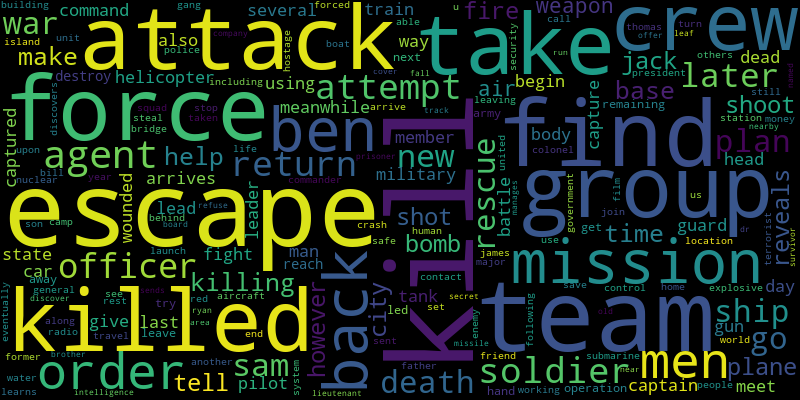 building
gang
offer
forced
several
train
fire
weapon
able
u
crew
command
war
attack
take
thomas
offer
turn
leaf
island
unit
police
company
hostage
boat
way
call
jack
others
dead
named
make
also
cover
next
security
run
president
later
still
destroy
helicopter
using
fall
air
begin
force
discovers
including
attempt
leaving
base
remaining
shoot
captured
squad
stop
meanwhile
arrive
track
army
find
capture
station
money
steal
taken
ben
member
body
nearby
bridge
colonel
plan
upon
agent
help
life
return
new
rescue
battle
united
head
bill
prisoner
military
manages
group
nuclear
year
arrives
commander
government
film
us
dr
reveals
escape
wounded
son
camp
lead
refuse
leader
shot
join
terrorist
survivor
behind
board
man
crash
human
get
time
guard
state
launch
fight
reach
safe
bomb
james
use
location
car
officer
back
contact
major
mission
away
killing
kill
tank
save
control
home
explosive
day
eventually
general
discover
see
rest
try
red
aircraft
however
city
secret
following
team
old
ship
killed
ryan
area
led
set
enemy
gun
along
radio
give
last
travel
leave
end
sent
missile
world
go
former
brother
another
father
friend
submarine
near
men
plane
order
sam
system
death
soldier
water
tell
pilot
captain
people
meet
learns
intelligence
lieutenant
hand
working
operation